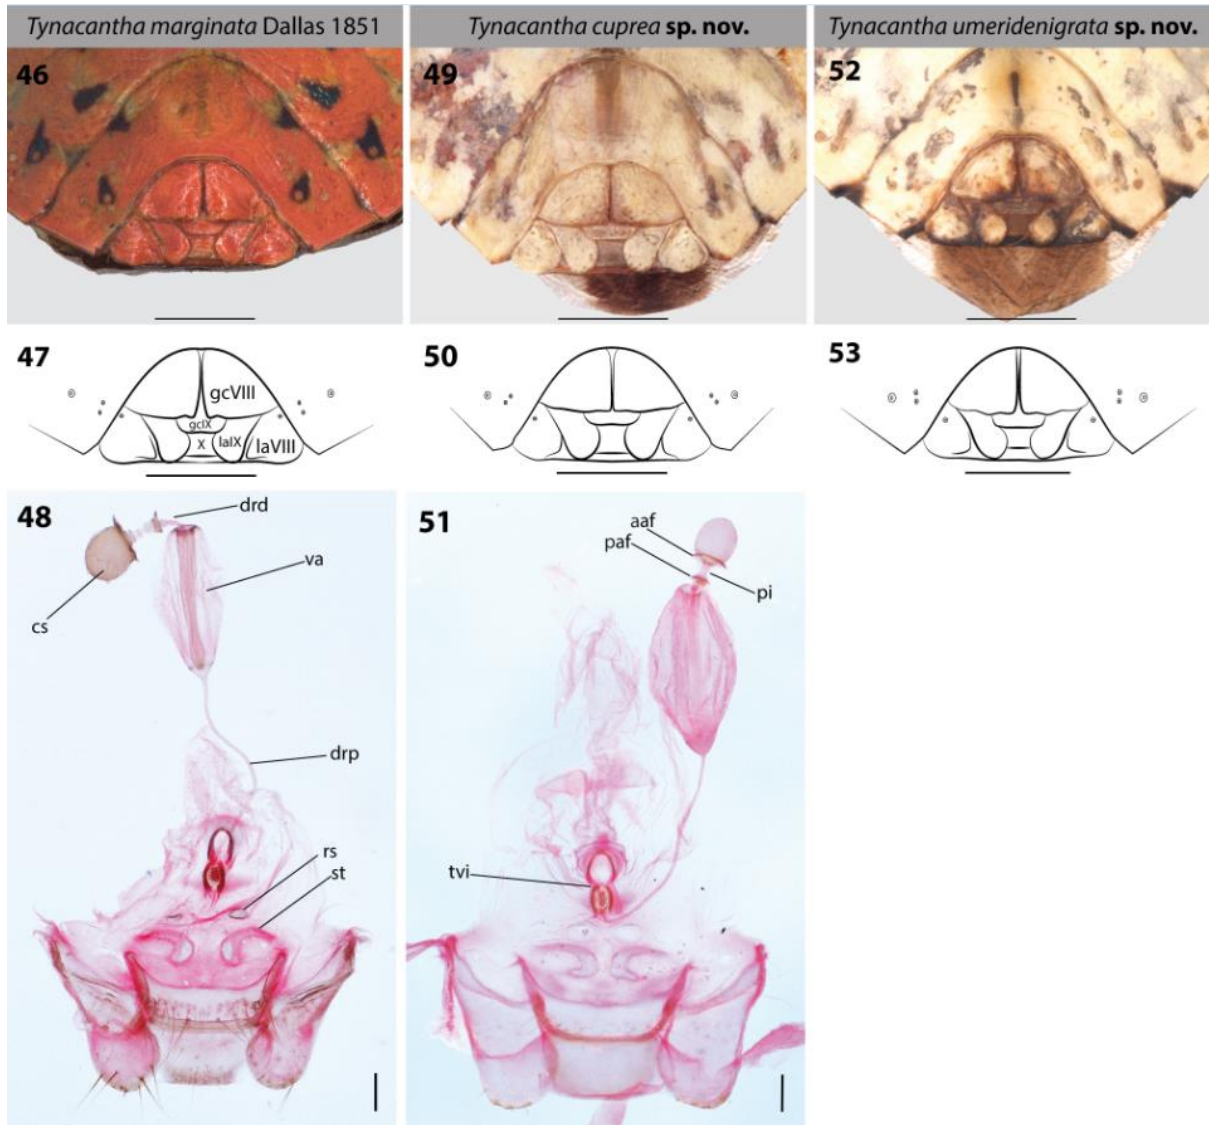 Tynacantha marginata Dallas 1851
Tynacantha cuprea sp. nov.
Tynacantha umeridenigrata sp. nov.
46
49
52
47
gcVIII
gcIX
X
laIX
laVIII
50
53
48
drd
va
cs
drp
rs
st
51
aaf
paf
pi
tvi